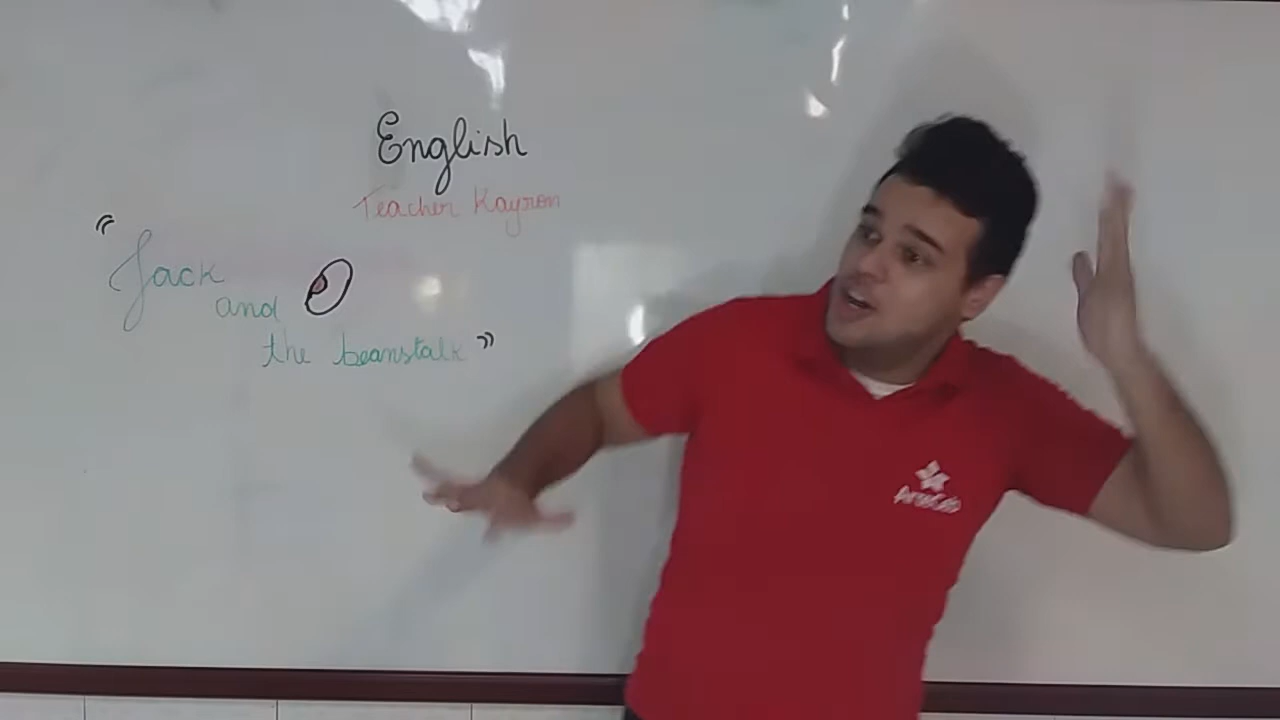 English
Teacher Kayron
"Jack
and
the beanstalk"